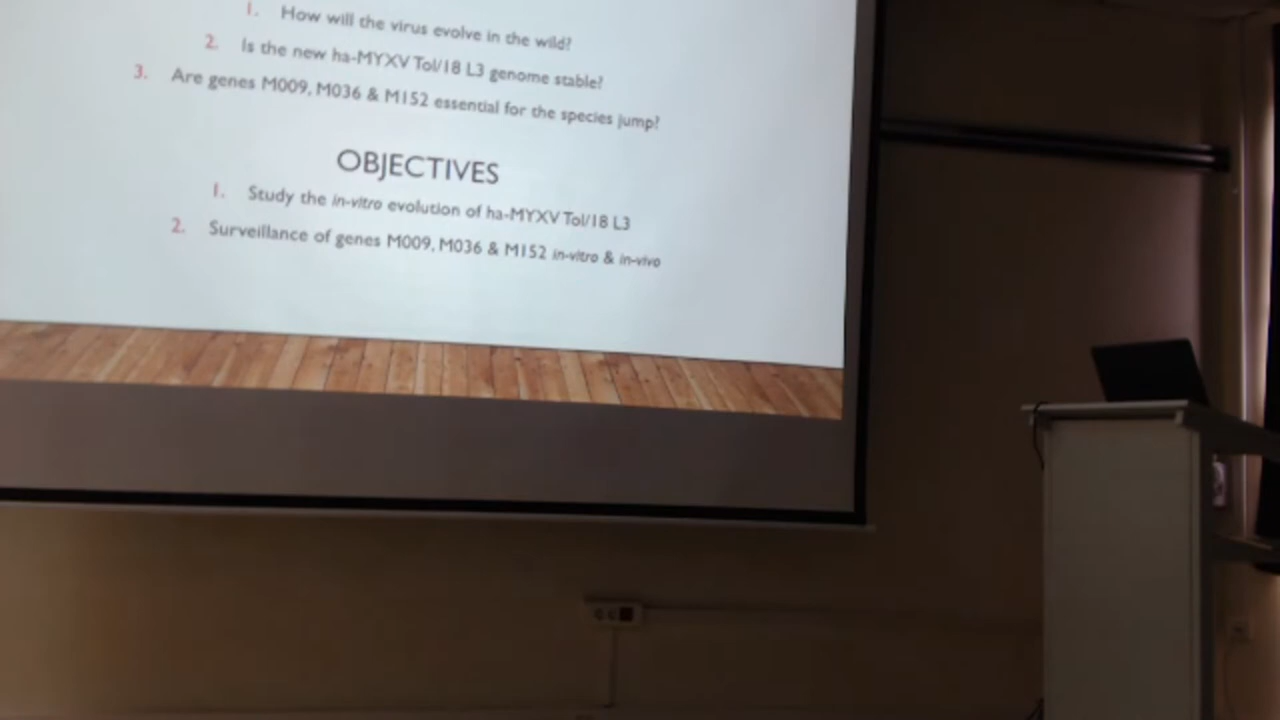 1. How will the virus evolve in the wild?
2. Is the new ha-MYXV Tol/18 L3 genome stable?
3. Are genes M009, M036 & M152 essential for the species jump?
OBJECTIVES
1. Study the in-vitro evolution of ha-MYXV Tol/18 L3
2. Surveillance of genes M009, M036 & M152 in-vitro & in-vivo